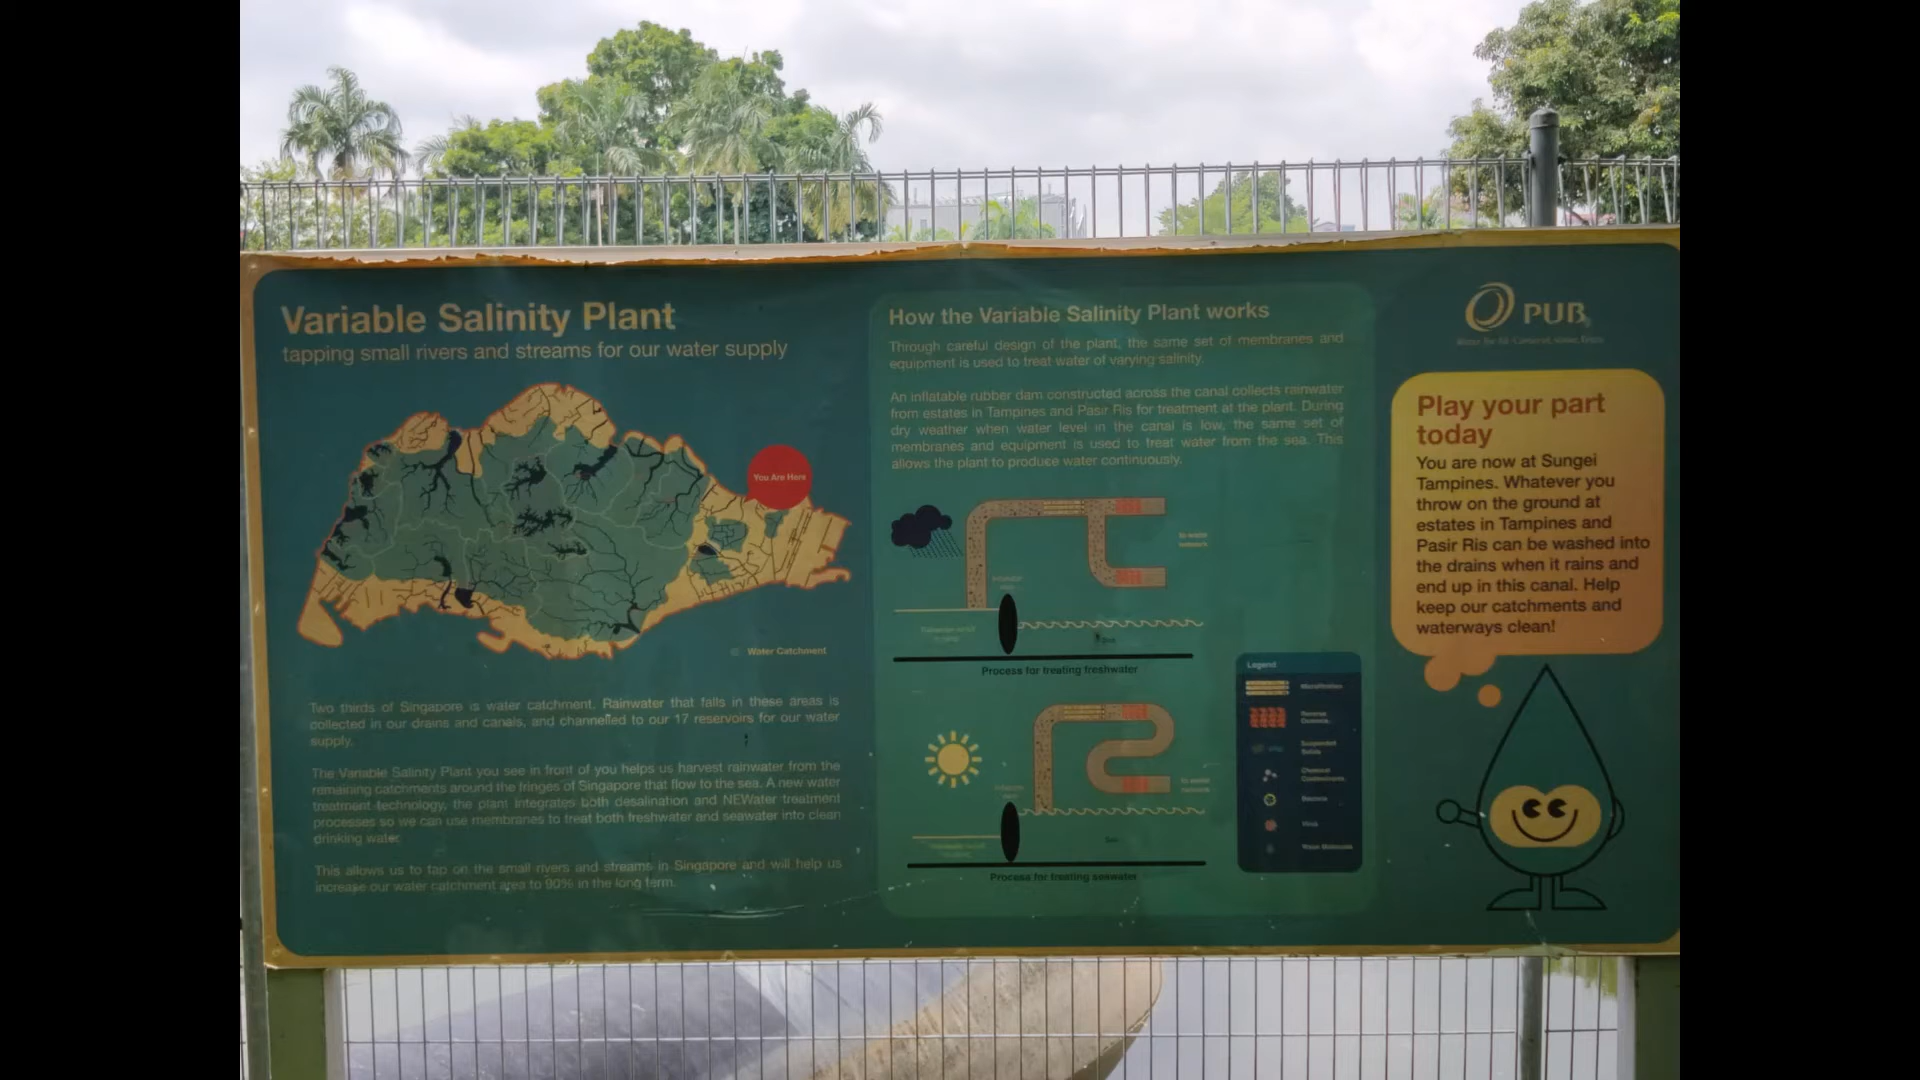 Variable Salinity Plant
tapping small rivers and streams for our water supply
You Are Here
Water Catchment
Two thirds of Singapore is water catchment. Rainwater that falls in these areas is
collected in our drains and canals, and channelled to our 17 reservoirs for our water
supply.
The Variable Salinity Plant you see in front of you helps us harvest rainwater from the
remaining catchments around the fringes of Singapore that flow to the sea. A new water
treatment technology, the plant integrates both desalination and NEWater treatment
processes so we can use membranes to treat both freshwater and seawater into clean
drinking water.
This allows us to tap on the small rivers and streams in Singapore and will help us
increase our water catchment area to 90% in the long term.
How the Variable Salinity Plant works
Through careful design of the plant, the same set of membranes and
equipment is used to treat water of varying salinity.
An inflatable rubber dam constructed across the canal collects rainwater
from estates in Tampines and Pasir Ris for treatment at the plant. During
dry weather when water level in the canal is low, the same set of
membranes and equipment is used to treat water from the sea. This
allows the plant to produce water continuously.
Process for treating freshwater
Process for treating seawater
Legend
Microfiltration
Reverse
Osmosis
Suspended
Solids
Chemical
Contaminants
Bacteria
Virus
Water Molecules
PUB
Play your part
today
You are now at Sungei
Tampines. Whatever you
throw on the ground at
estates in Tampines and
Pasir Ris can be washed into
the drains when it rains and
end up in this canal. Help
keep our catchments and
waterways clean!